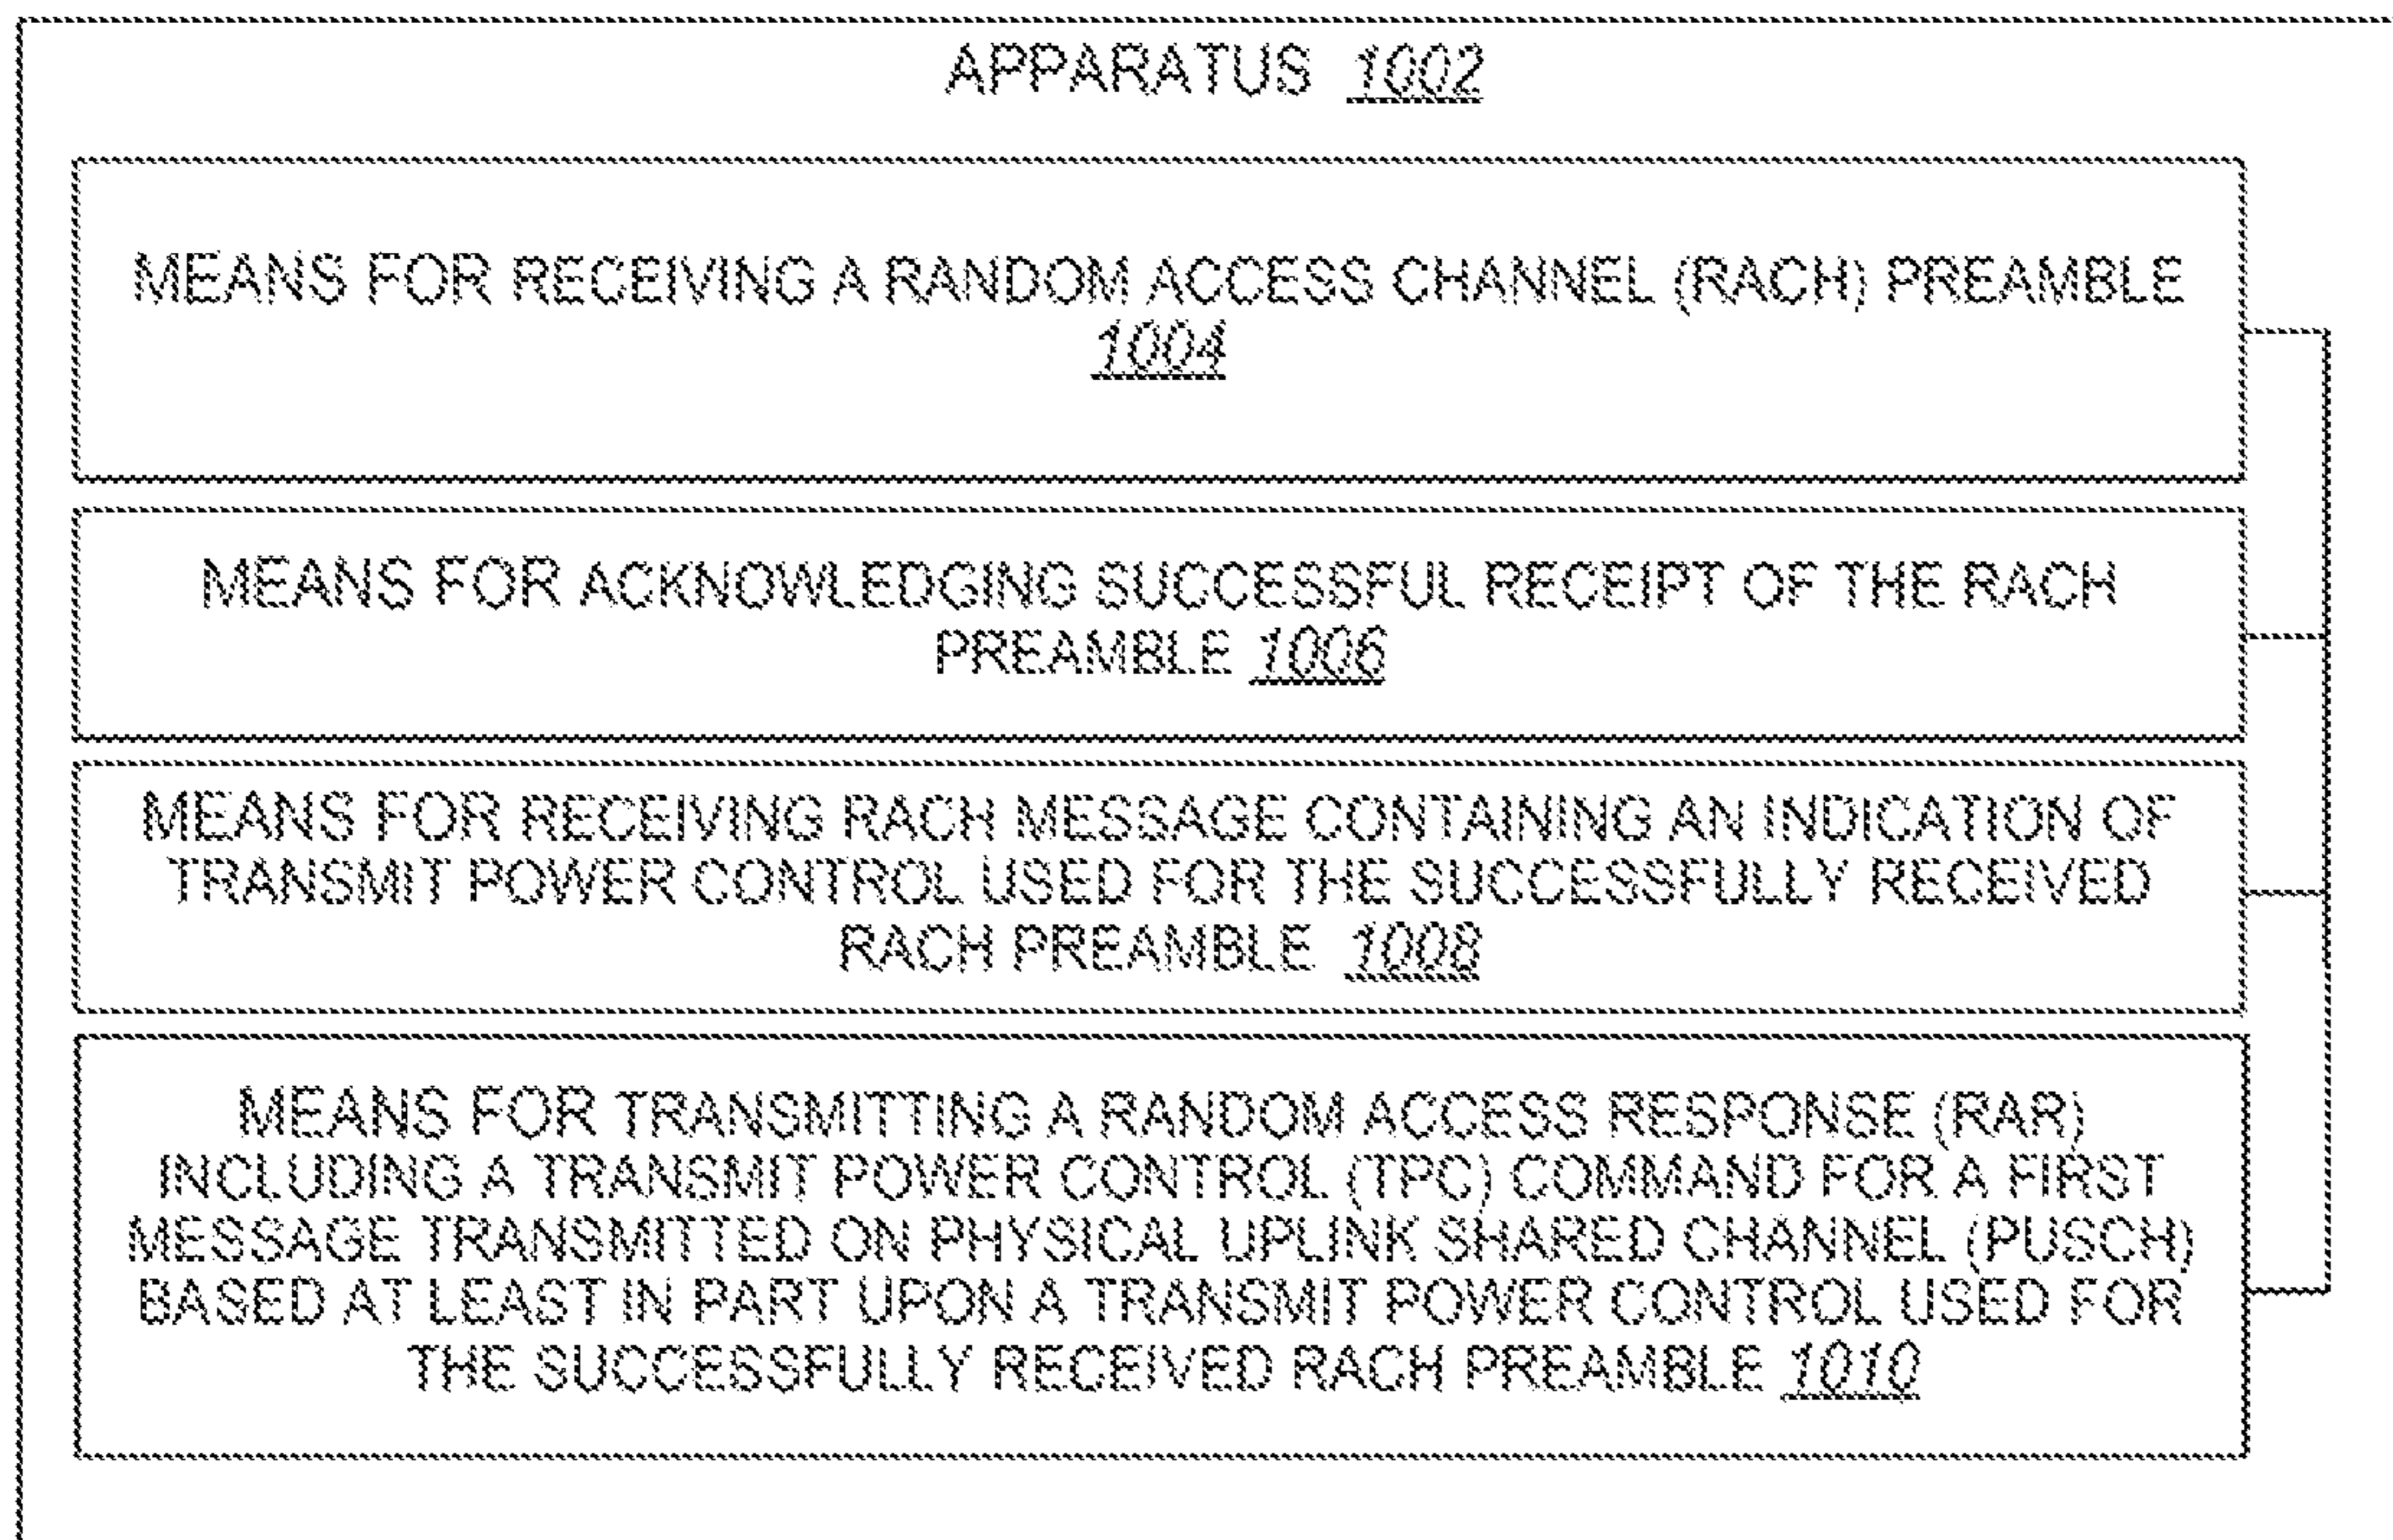 APPARATUS 1002
MEANS FOR RECEIVING A RANDOM ACCESS CHANNEL (RACH) PREAMBLE
1004
MEANS FOR ACKNOWLEDGING SUCCESSFUL RECEIPT OF THE RACH
PREAMBLE 1006
MEANS FOR RECEIVING RACH MESSAGE CONTAINING AN INDICATION OF
TRANSMIT POWER CONTROL USED FOR THE SUCCESSFULLY RECEIVED
RACH PREAMBLE 1008
MEANS FOR TRANSMITTING A RANDOM ACCESS RESPONSE (RAR)
INCLUDING A TRANSMIT POWER CONTROL (TPC) COMMAND FOR A FIRST
MESSAGE TRANSMITTED ON PHYSICAL UPLINK SHARED CHANNEL (PUSCH)
BASED AT LEAST IN PART UPON A TRANSMIT POWER CONTROL USED FOR
THE SUCCESSFULLY RECEIVED RACH PREAMBLE 1010